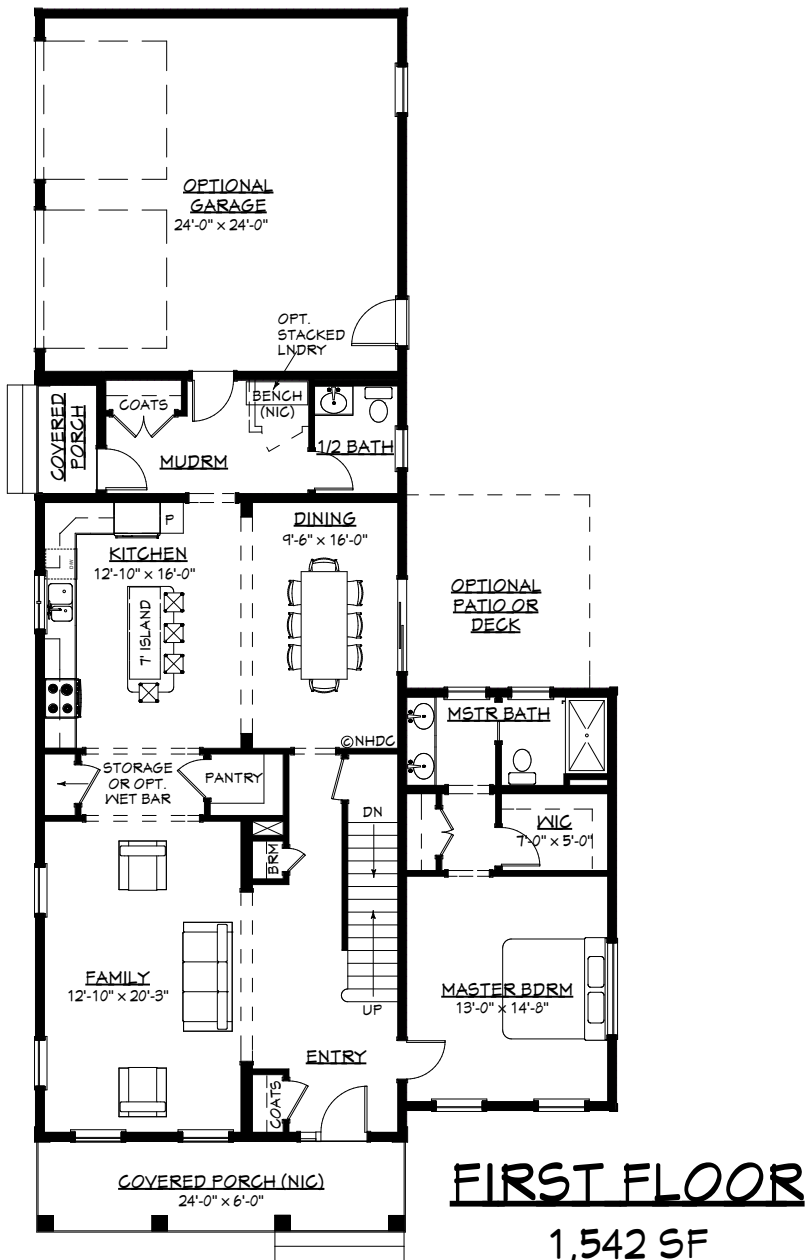 OPTIONAL
GARAGE
24'-0" x 24'-0"
OPT.
STACKED
LNDRY
COATS
BENCH
(NIC)
COVERED
PORCH
MUDRM
1/2 BATH
P
KITCHEN
12'-10" x 16'-0"
DINING
9'-6" x 16'-0"
DW
7' ISLAND
OPTIONAL
PATIO OR
DECK
MSTR BATH
©NHDC
STORAGE
OR OPT.
WET BAR
PANTRY
DN
WIC
7'-0" x 5'-0"
BRM
FAMILY
12'-10" x 20'-3"
MASTER BDRM
13'-0" x 14'-8"
UP
ENTRY
COATS
COVERED PORCH (NIC)
24'-0" x 6'-0"
FIRST FLOOR
1,542 SF